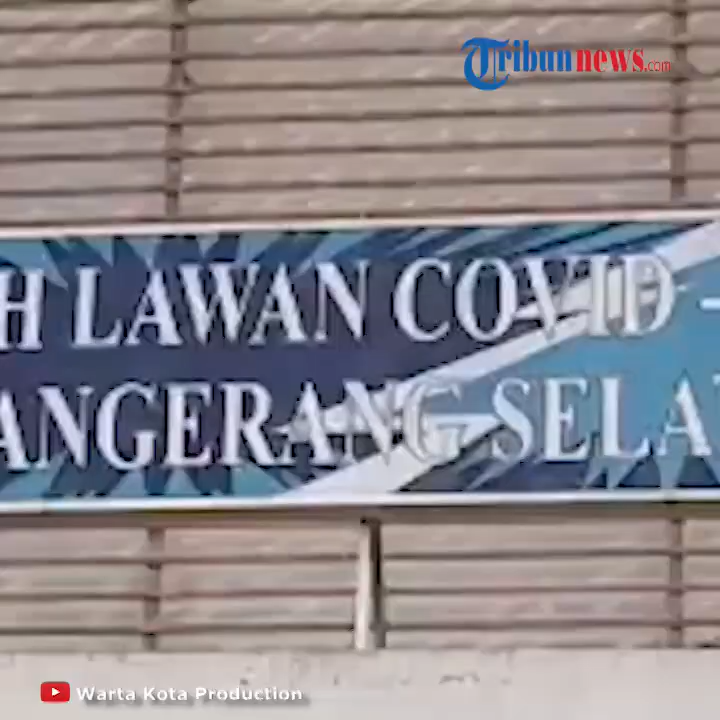 Tribunnews.com
H LAWAN COVID -
ANGERANG SELA
Warta Kota Production